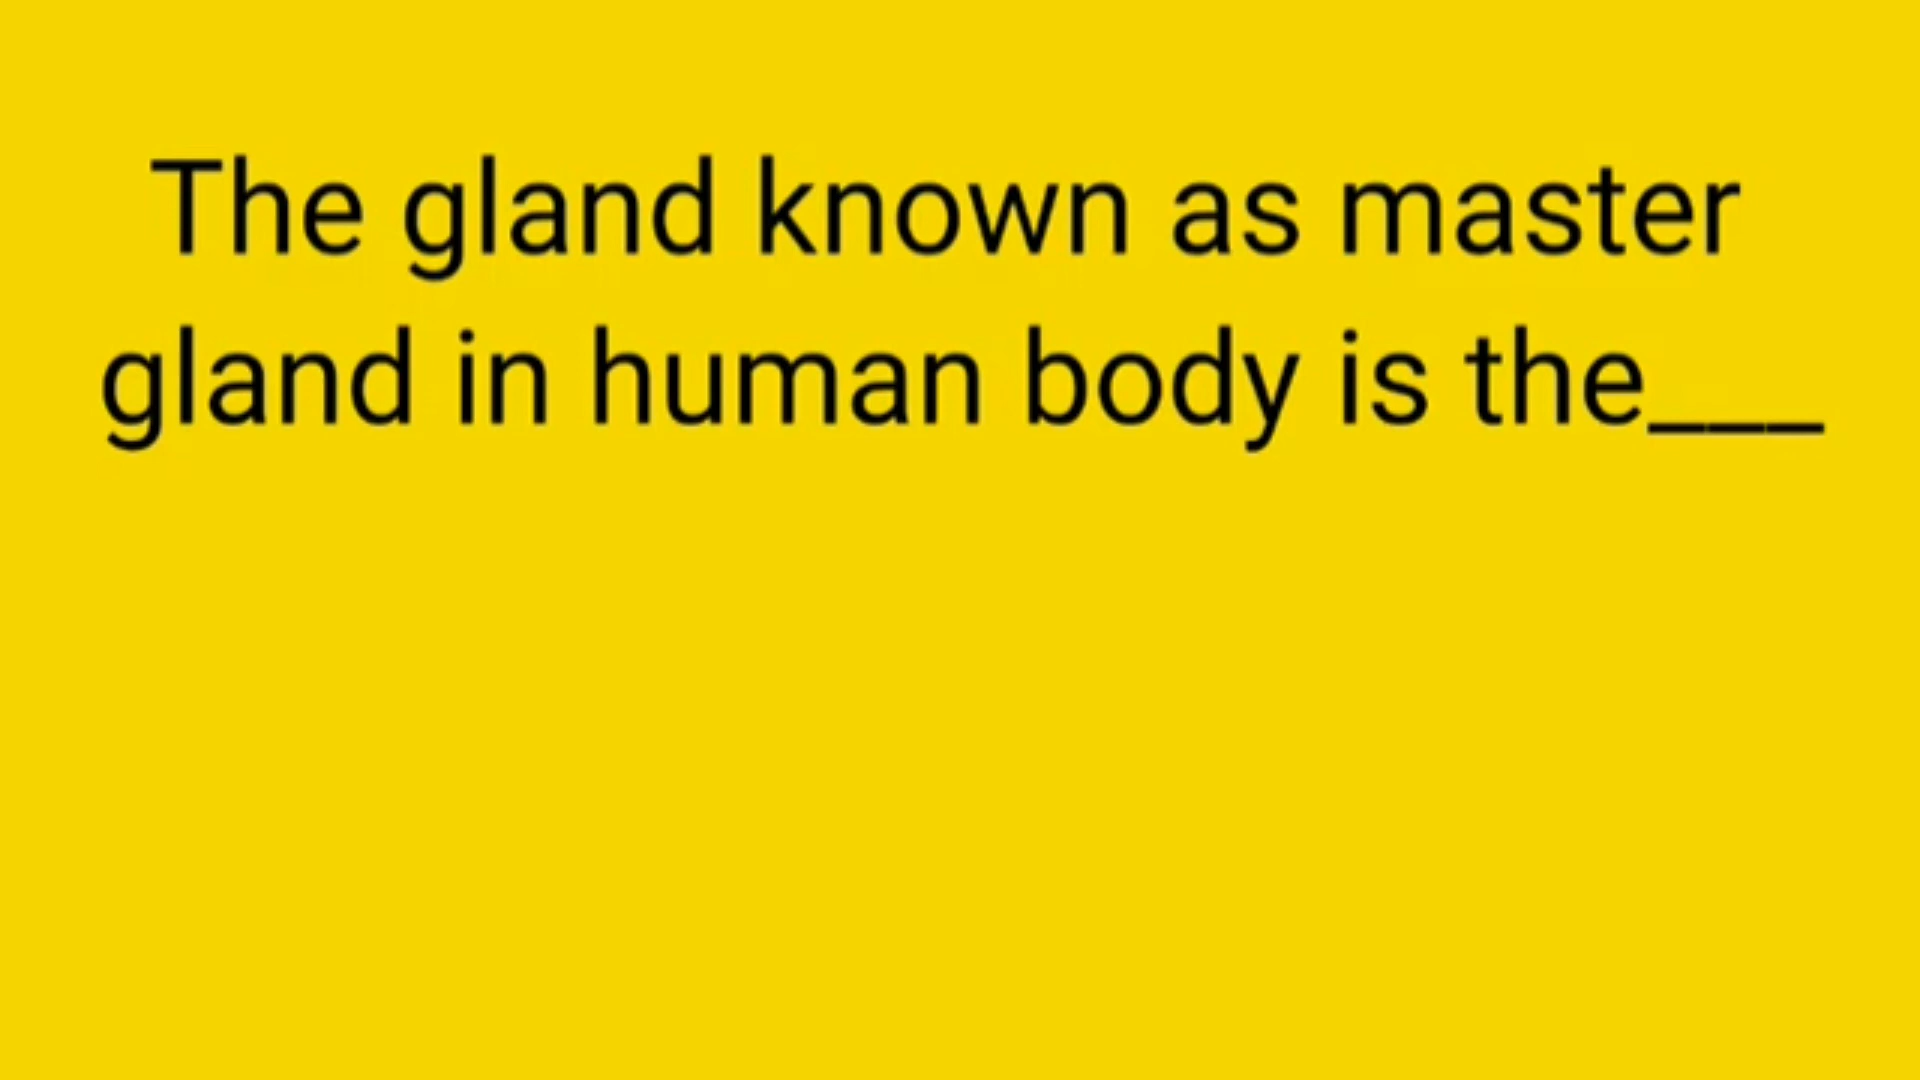 The gland known as master
gland in human body is the___